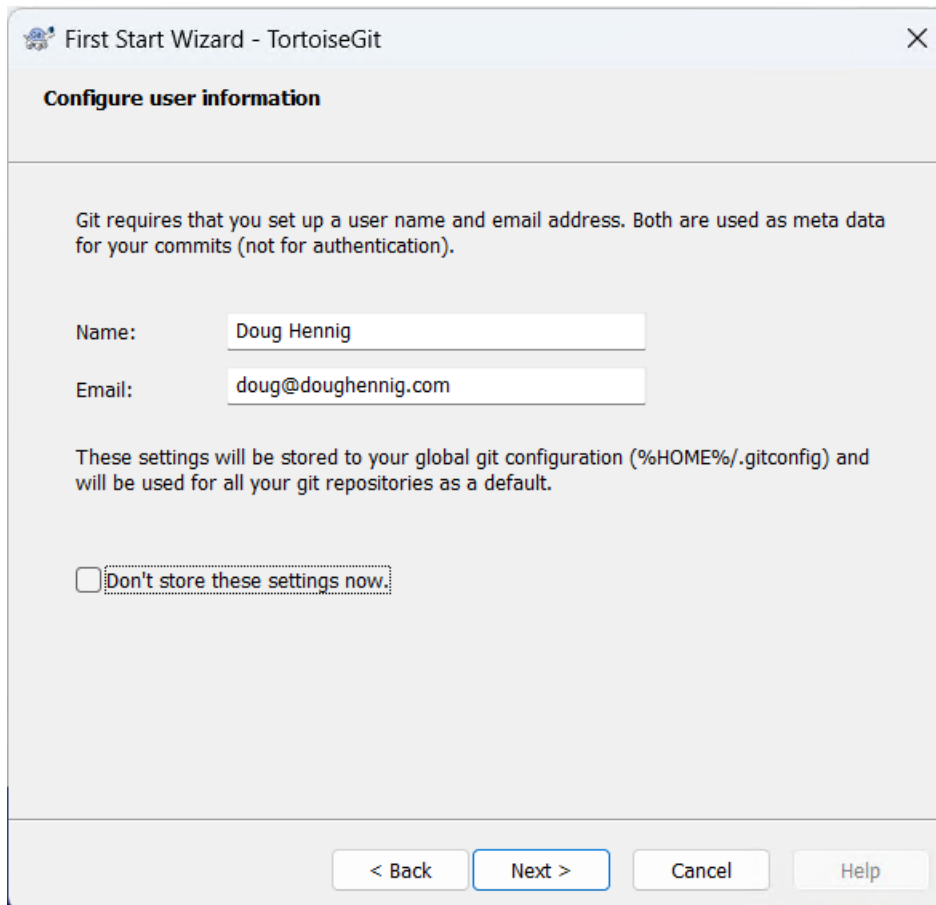 First Start Wizard - TortoiseGit
Configure user information
Git requires that you set up a user name and email address. Both are used as meta data
for your commits (not for authentication).
Name: Doug Hennig
Email: doug@doughennig.com
These settings will be stored to your global git configuration (%HOME%/.gitconfig) and
will be used for all your git repositories as a default.
Don't store these settings now.
< Back Next > Cancel Help